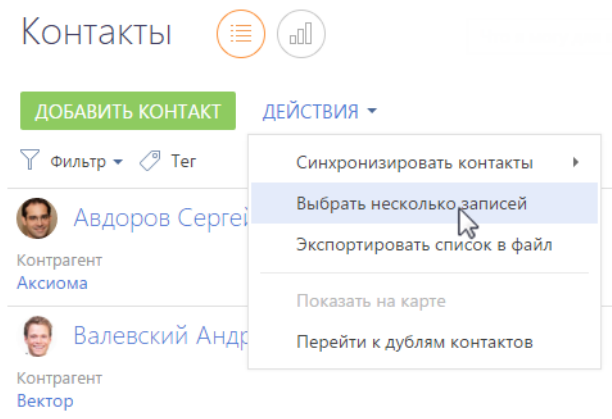 Контакты
ДОБАВИТЬ КОНТАКТ ДЕЙСТВИЯ
Фильтр Тег
Синхронизировать контакты
Выбрать несколько записей
Экспортировать список в файл
Показать на карте
Перейти к дублям контактов
Авдоров Сергей
Контрагент
Аксиома
Валевский Андр
Контрагент
Вектор